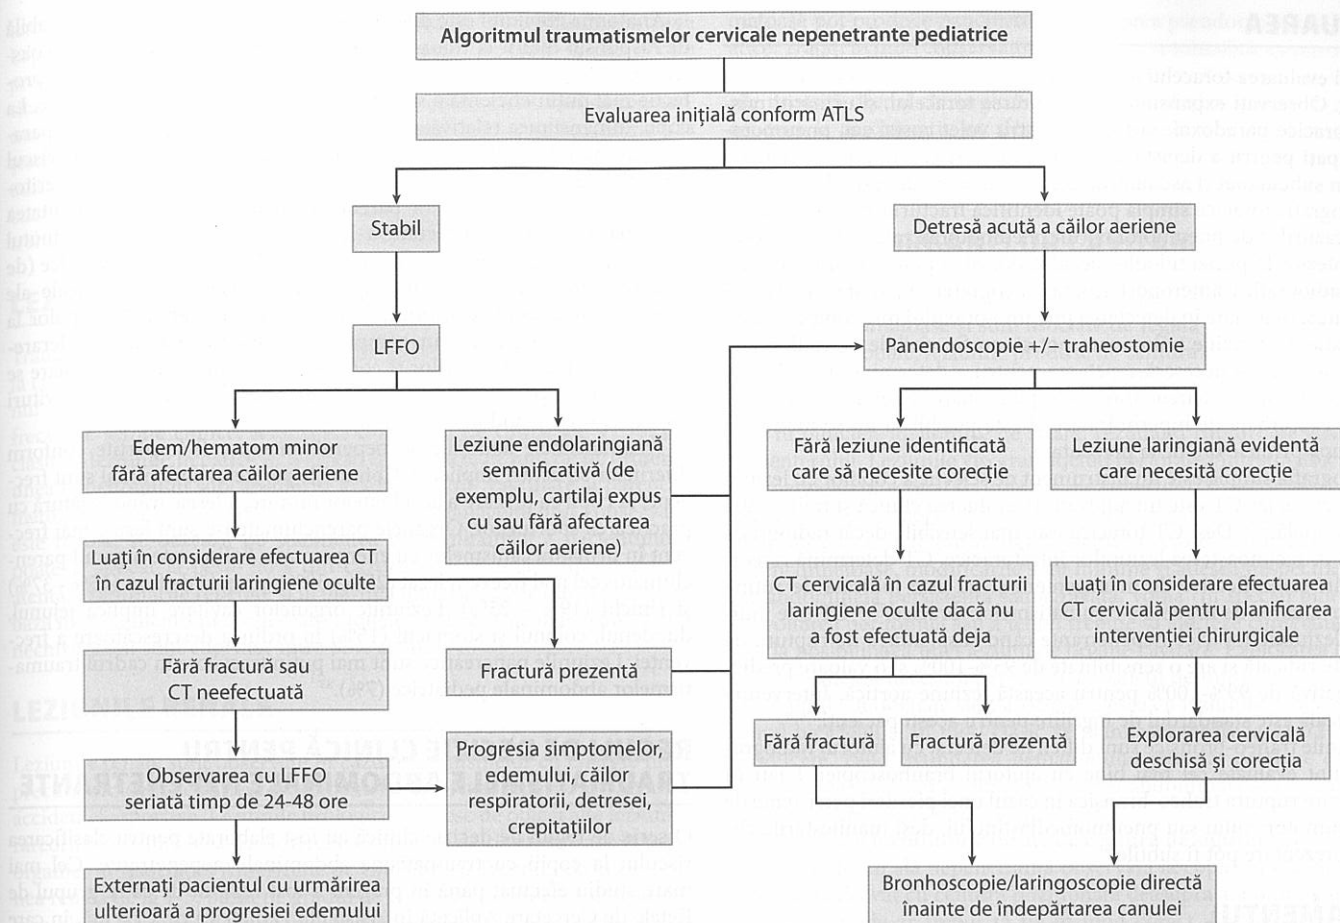 Algoritmul traumatismelor cervicale nepenetrante pediatrice
Evaluarea inițială conform ATLS
Stabil
Detresă acută a căilor aeriene
LFFO
Panendoscopie +/– traheostomie
Edem/hematom minor
fără afectarea căilor aeriene
Leziune endolaringiană
semnificativă (de
exemplu, cartilaj expus
cu sau fără afectarea
căilor aeriene)
Fără leziune identificată
care să necesite corecție
Leziune laringiană evidentă
care necesită corecție
Luați în considerare efectuarea CT
în cazul fracturii laringiene oculte
CT cervicală în cazul fracturii
laringiene oculte dacă nu
a fost efectuată deja
Luați în considerare efectuarea
CT cervicală pentru planificarea
intervenției chirurgicale
Fără fractură sau
CT neefectuată
Fractură prezentă
Fără fractură
Fractură prezentă
Explorarea cervicală
deschisă și corecția
Observarea cu LFFO
seriată timp de 24-48 ore
Progresia simptomelor,
edemului, căilor
respiratorii, detresei,
crepitațiilor
Externați pacientul cu urmărirea
ulterioară a progresiei edemului
Bronhoscopie/laringoscopie directă
înainte de îndepărtarea canulei